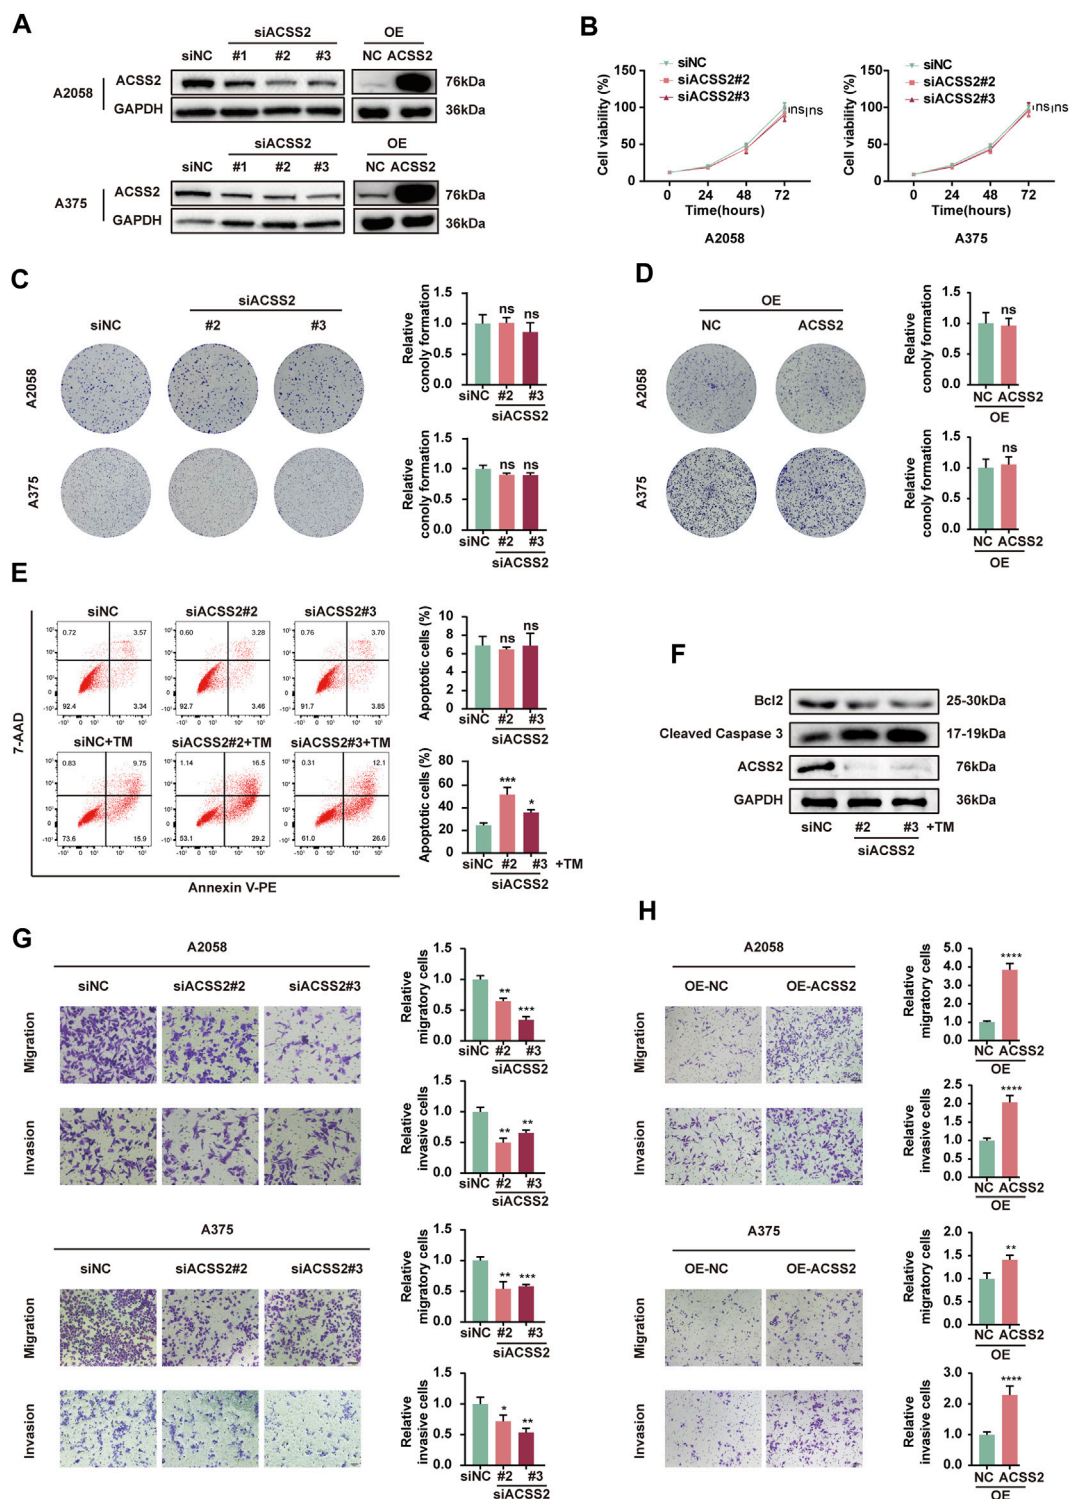 A
siACSS2
OE
siNC #1 #2 #3 NC ACSS2
A2058
ACSS2 76kDa
GAPDH 36kDa
siACSS2
OE
siNC #1 #2 #3 NC ACSS2
A375
ACSS2 76kDa
GAPDH 36kDa
B
siNC
siACSS2#2
siACSS2#3
Cell viability (%)
150
100
50
0
ns ns
0 24 48 72
Time(hours)
A2058
siNC
siACSS2#2
siACSS2#3
Cell viability (%)
150
100
50
0
ns ns
0 24 48 72
Time(hours)
A375
C
siACSS2
siNC #2 #3
A2058
A375
Relative
conoly formation
1.5
1.0
0.5
0.0
ns ns
siNC #2 #3
siACSS2
Relative
conoly formation
1.5
1.0
0.5
0.0
ns ns
siNC #2 #3
siACSS2
D
OE
NC ACSS2
A2058
A375
Relative
conoly formation
1.5
1.0
0.5
0.0
ns
NC ACSS2
OE
Relative
conoly formation
1.5
1.0
0.5
0.0
ns
NC ACSS2
OE
E
siNC siACSS2#2 siACSS2#3
0.72 3.57 0.60 3.28 0.76 3.70
92.4 3.34 92.7 3.46 91.7 3.85
siNC+TM siACSS2#2+TM siACSS2#3+TM
0.83 9.75 1.14 16.5 0.31 12.1
73.6 15.9 53.1 29.2 61.0 26.6
7-AAD
Annexin V-PE
Apoptotic cells (%)
10
8
6
4
2
0
ns ns
siNC #2 #3
siACSS2
Apoptotic cells (%)
80
60
40
20
0
*** *
siNC #2 #3 +TM
siACSS2
F
Bcl2 25-30kDa
Cleaved Caspase 3 17-19kDa
ACSS2 76kDa
GAPDH 36kDa
siNC #2 #3 +TM
siACSS2
G
A2058
siNC siACSS2#2 siACSS2#3
Migration
Invasion
Relative
migratory cells
1.5
1.0
0.5
0.0
** ***
siNC #2 #3
siACSS2
Relative
invasive cells
1.5
1.0
0.5
0.0
** **
siNC #2 #3
siACSS2
A375
siNC siACSS2#2 siACSS2#3
Migration
Invasion
Relative
migratory cells
1.5
1.0
0.5
0.0
** ***
siNC #2 #3
siACSS2
Relative
invasive cells
1.5
1.0
0.5
0.0
* **
siNC #2 #3
siACSS2
H
A2058
OE-NC OE-ACSS2
Migration
Invasion
Relative
migratory cells
5.0
4.0
3.0
2.0
1.0
0.0
****
NC ACSS2
OE
Relative
invasive cells
2.5
2.0
1.5
1.0
0.5
0.0
****
NC ACSS2
OE
A375
OE-NC OE-ACSS2
Migration
Invasion
Relative
migratory cells
2.0
1.5
1.0
0.5
0.0
**
NC ACSS2
OE
Relative
invasive cells
3.0
2.0
1.0
0.0
****
NC ACSS2
OE